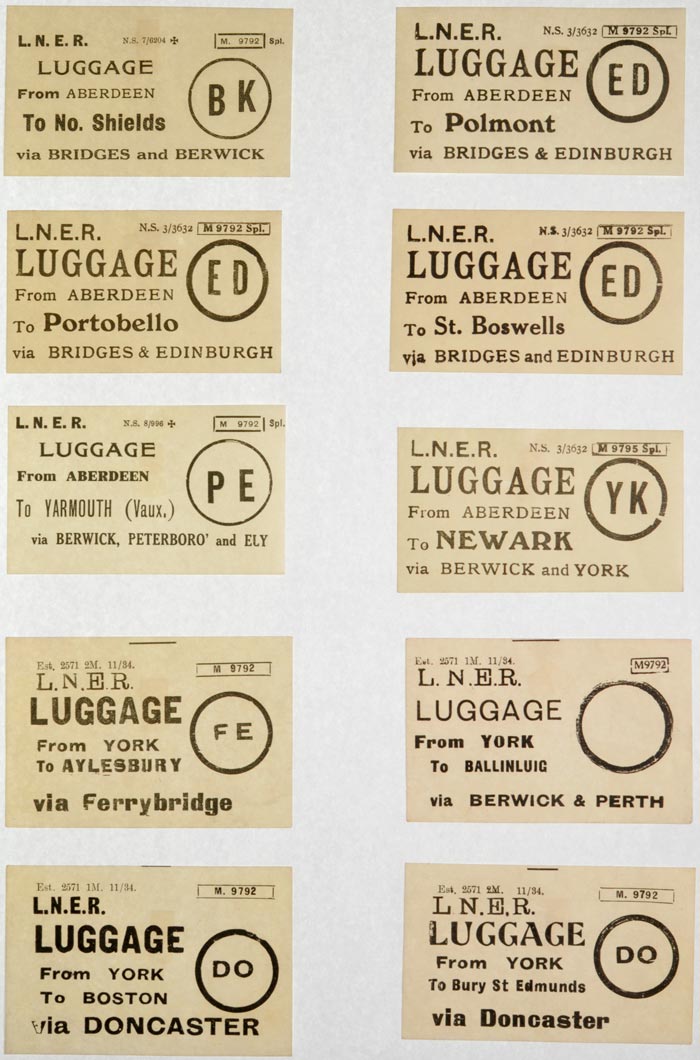 L. N. E. R. N.S. 7/6204 ✠ M. 9792 Spl.
LUGGAGE
From ABERDEEN
B K
To No. Shields
via BRIDGES and BERWICK
L.N.E.R. N.S. 3/3632 M 9792 Spl.
LUGGAGE
ED
From ABERDEEN
To Polmont
via BRIDGES & EDINBURGH
L.N.E.R. N.S. 3/3632 M 9792 Spl.
LUGGAGE
E D
From ABERDEEN
To Portobello
via BRIDGES & EDINBURGH
L.N.E.R. N.S. 3/3632 M 9792 Spl.
LUGGAGE
ED
From ABERDEEN
To St. Boswells
via BRIDGES and EDINBURGH
L. N. E. R. N.S. 8/996 ✠ M 9792 Spl.
LUGGAGE
From ABERDEEN
P E
To YARMOUTH (Vaux.)
via BERWICK, PETERBORO' and ELY
L.N.E.R. N.S. 3/3632 M 9795 Spl.
LUGGAGE
YK
From ABERDEEN
To NEWARK
via BERWICK and YORK
Est. 2571 2M. 11/34. M 9792
L.N.E.R.
LUGGAGE
F E
From YORK
To AYLESBURY
via Ferrybridge
Est. 2571 1M. 11/34. M9792
L. N.E.R.
LUGGAGE
From YORK
To BALLINLUIG
via BERWICK & PERTH
Est. 2571 1M. 11/34. M. 9792
L.N.E.R.
LUGGAGE
DO
From YORK
To BOSTON
via DONCASTER
Est. 2571 2M. 11/34. M. 9792
L N.E.R.
LUGGAGE
DO
From YORK
To Bury St Edmunds
via Doncaster